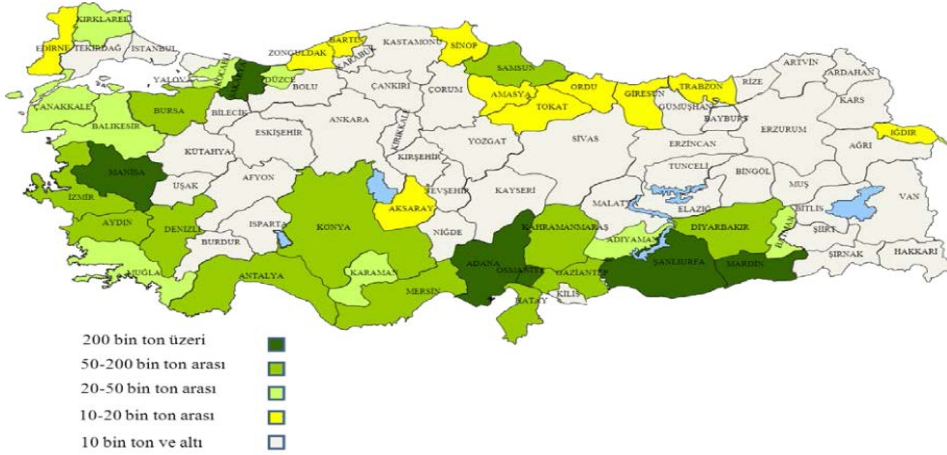 KIRKLARELİ
EDİRNE
TEKİRDAĞ
İSTANBUL
KASTAMONU
SİNOP
BARTIN
ZONGULDAK
KARABÜK
SAMSUN
ARTVİN
ARDAHAN
RİZE
TRABZON
ORDU
GİRESUN
KARS
YALOVA
KOCAELİ
DÜZCE
BOLU
ÇANKIRI
ÇORUM
AMASYA
TOKAT
GÜMÜŞHANE
BAYBURT
ÇANAKKALE
BURSA
BİLECİK
ANKARA
IĞDIR
ERZURUM
BALIKESİR
ESKİŞEHİR
KIRIKKALE
YOZGAT
SİVAS
ERZİNCAN
AĞRI
KÜTAHYA
KIRŞEHİR
TUNCELİ
BİNGÖL
MANİSA
UŞAK
AFYON
NEVŞEHİR
KAYSERİ
MUŞ
VAN
İZMİR
AKSARAY
MALATYA
ELAZIĞ
BİTLİS
AYDIN
DENİZLİ
ISPARTA
KONYA
NİĞDE
KAHRAMANMARAŞ
DİYARBAKIR
BATMAN
SİİRT
BURDUR
ADIYAMAN
ŞIRNAK
HAKKARİ
MUĞLA
ANTALYA
KARAMAN
ADANA
GAZİANTEP
ŞANLIURFA
MARDİN
MERSİN
HATAY
KİLİS
200 bin ton üzeri
50-200 bin ton arası
20-50 bin ton arası
10-20 bin ton arası
10 bin ton ve altı